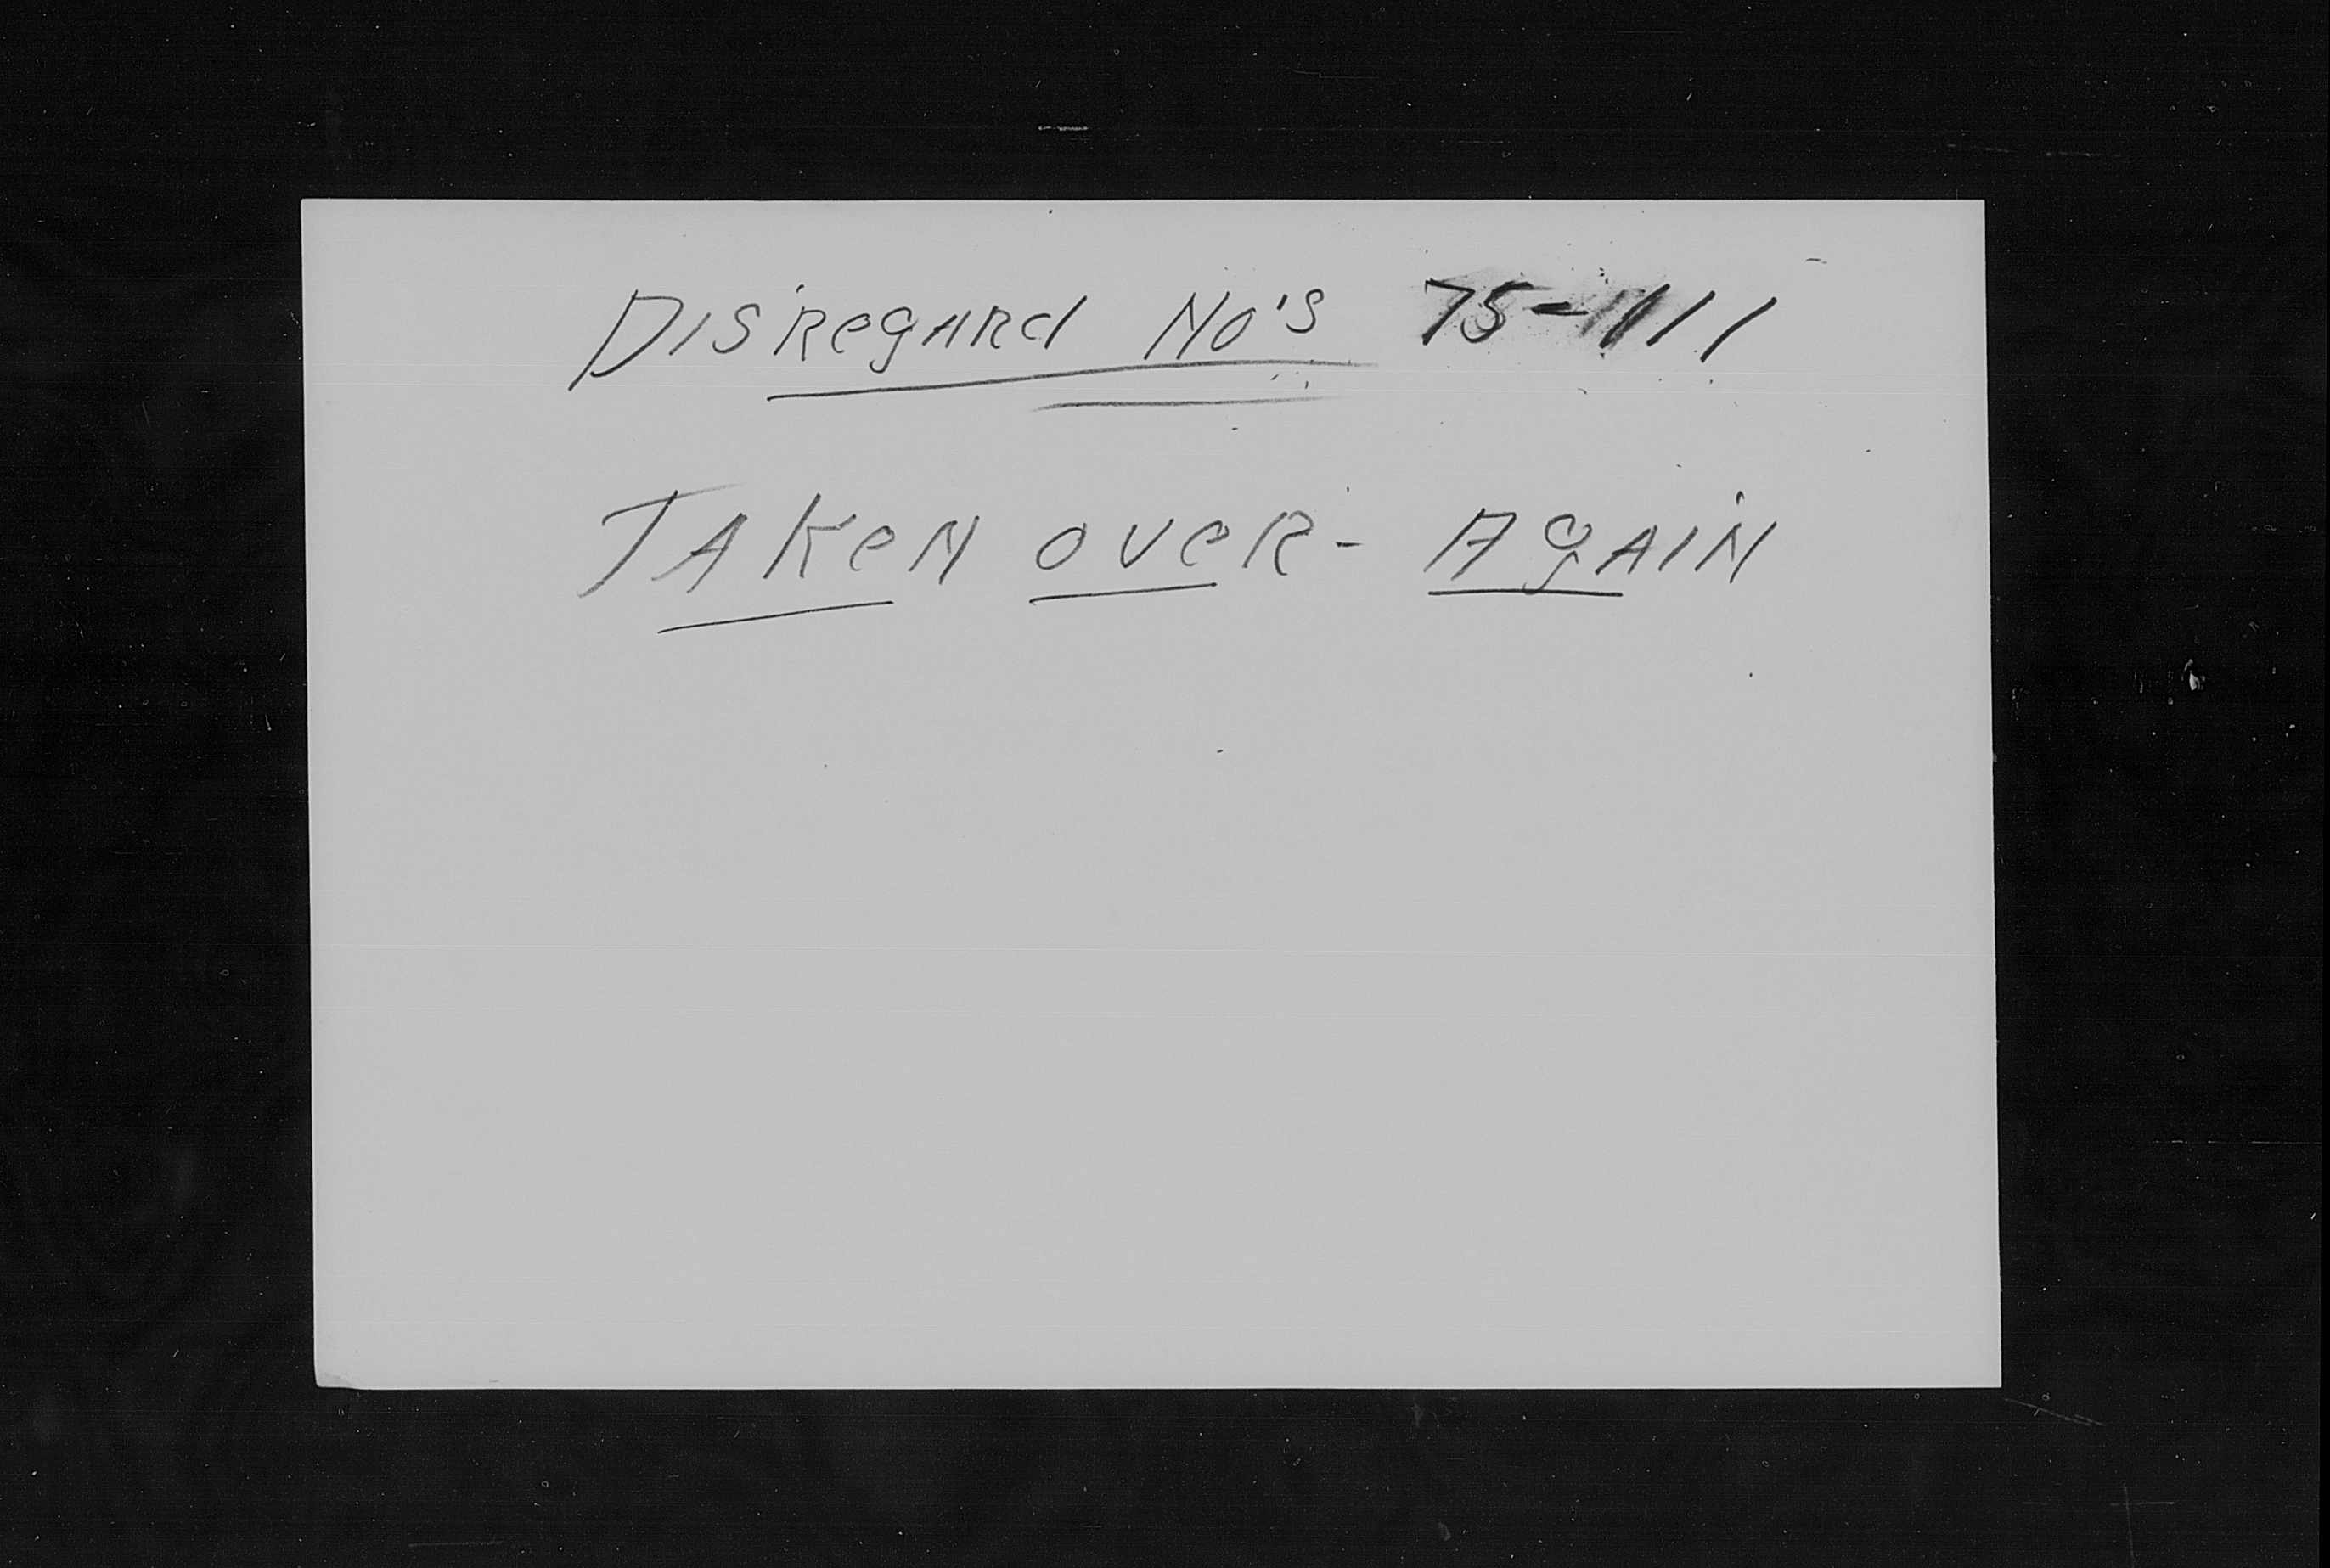 Disregard No's 75-111
Taken over - Again